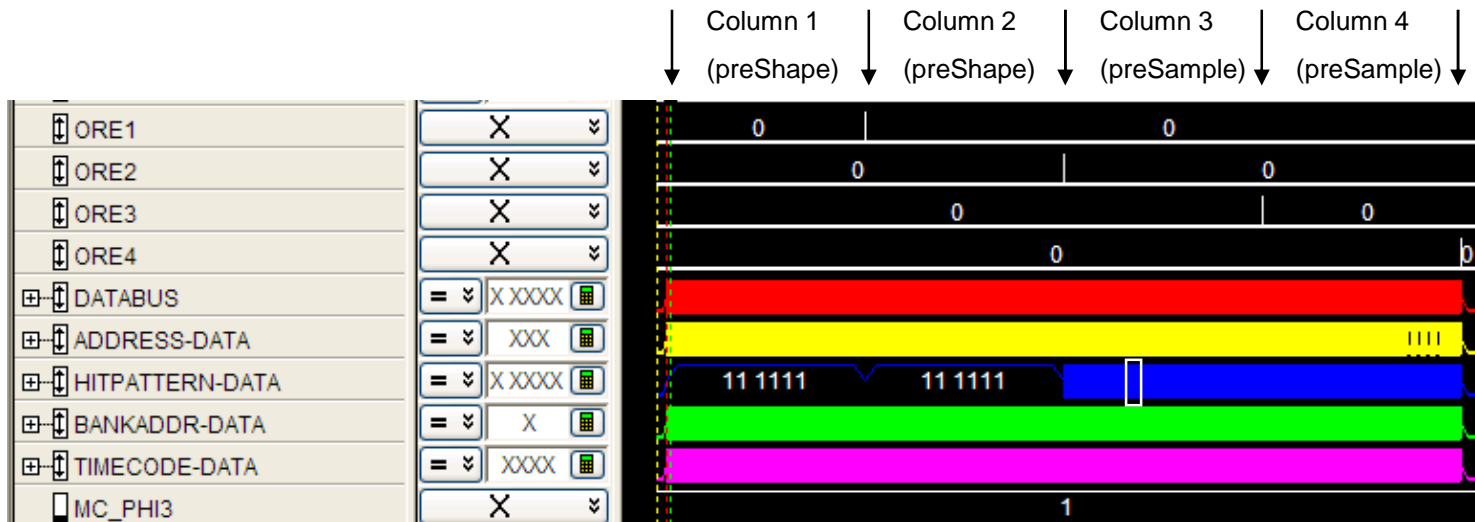 Column 1 Column 2 Column 3 Column 4
(preShape) (preShape) (preSample) (preSample)
ORE1 X 0 0
ORE2 X 0 0
ORE3 X 0 0
ORE4 X 0 0
DATABUS = X XXXX
ADDRESS-DATA = XXX
HITPATTERN-DATA = X XXXX 11 1111 11 1111
BANKADDR-DATA = X
TIMECODE-DATA = XXXX
MC_PHI3 X 1